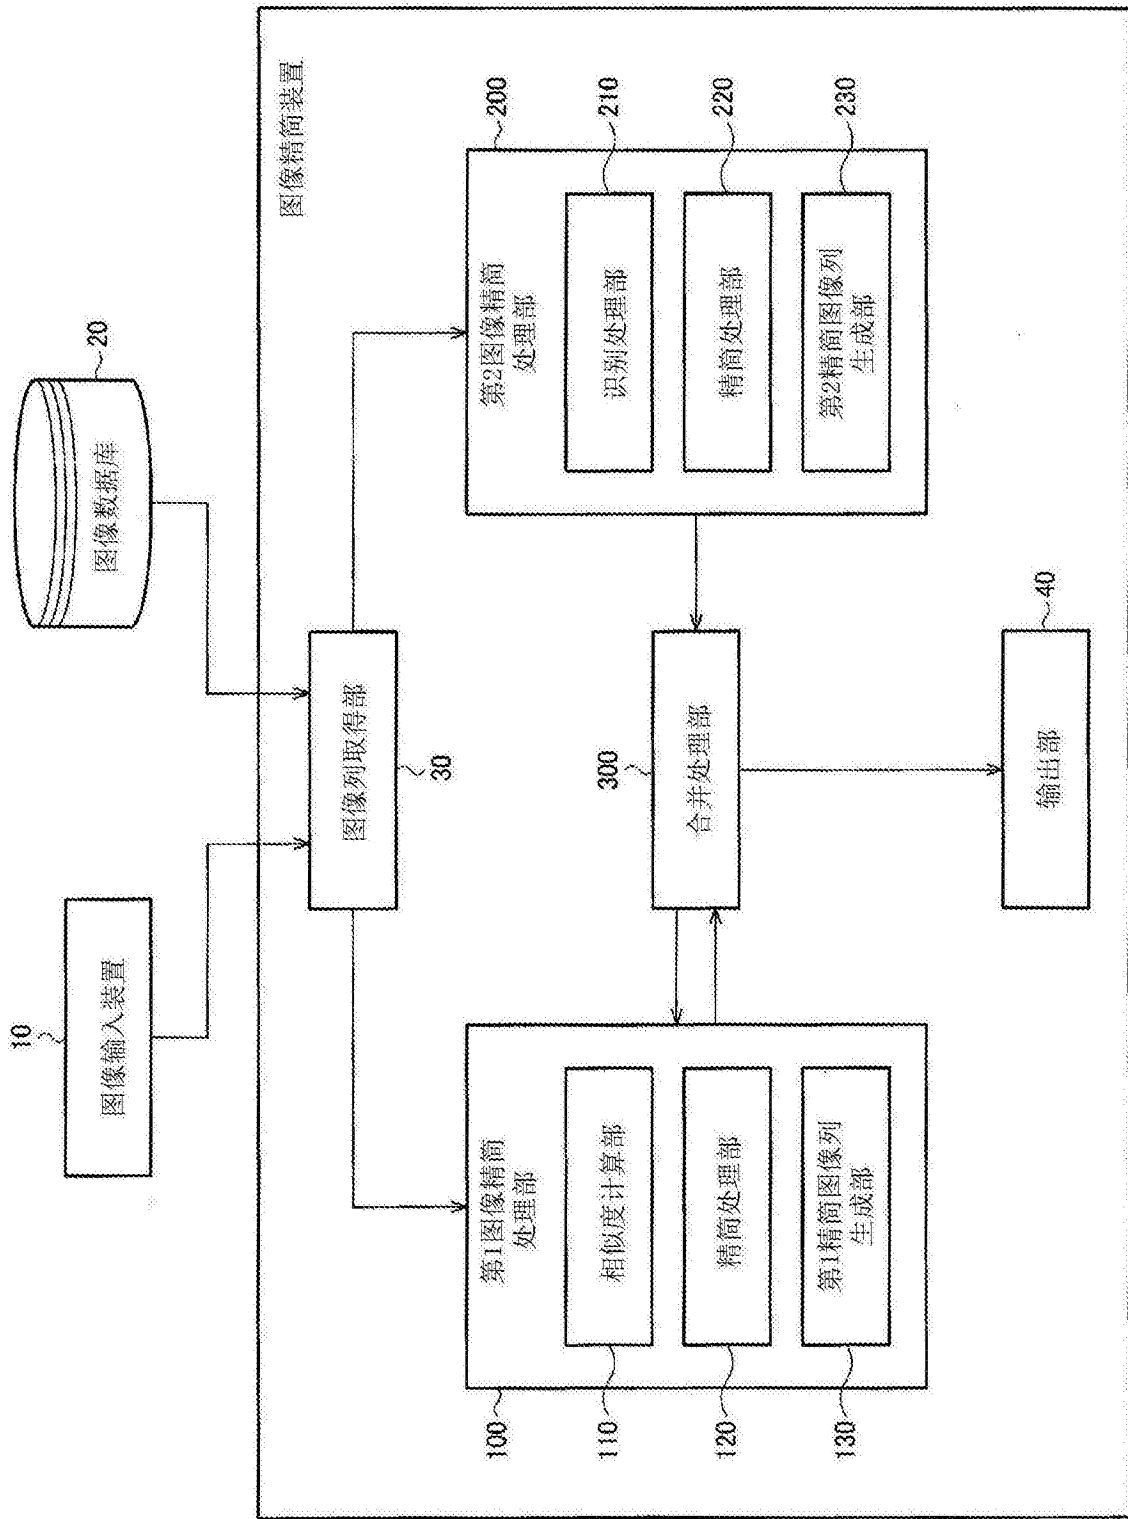 10
图像输入装置
20
图像数据库
图像精简装置
图像列取得部
30
100
第1图像精简
处理部
110
相似度计算部
120
精简处理部
130
第1精简图像列
生成部
300
合并处理部
200
第2图像精简
处理部
210
识别处理部
220
精简处理部
230
第2精简图像列
生成部
40
输出部